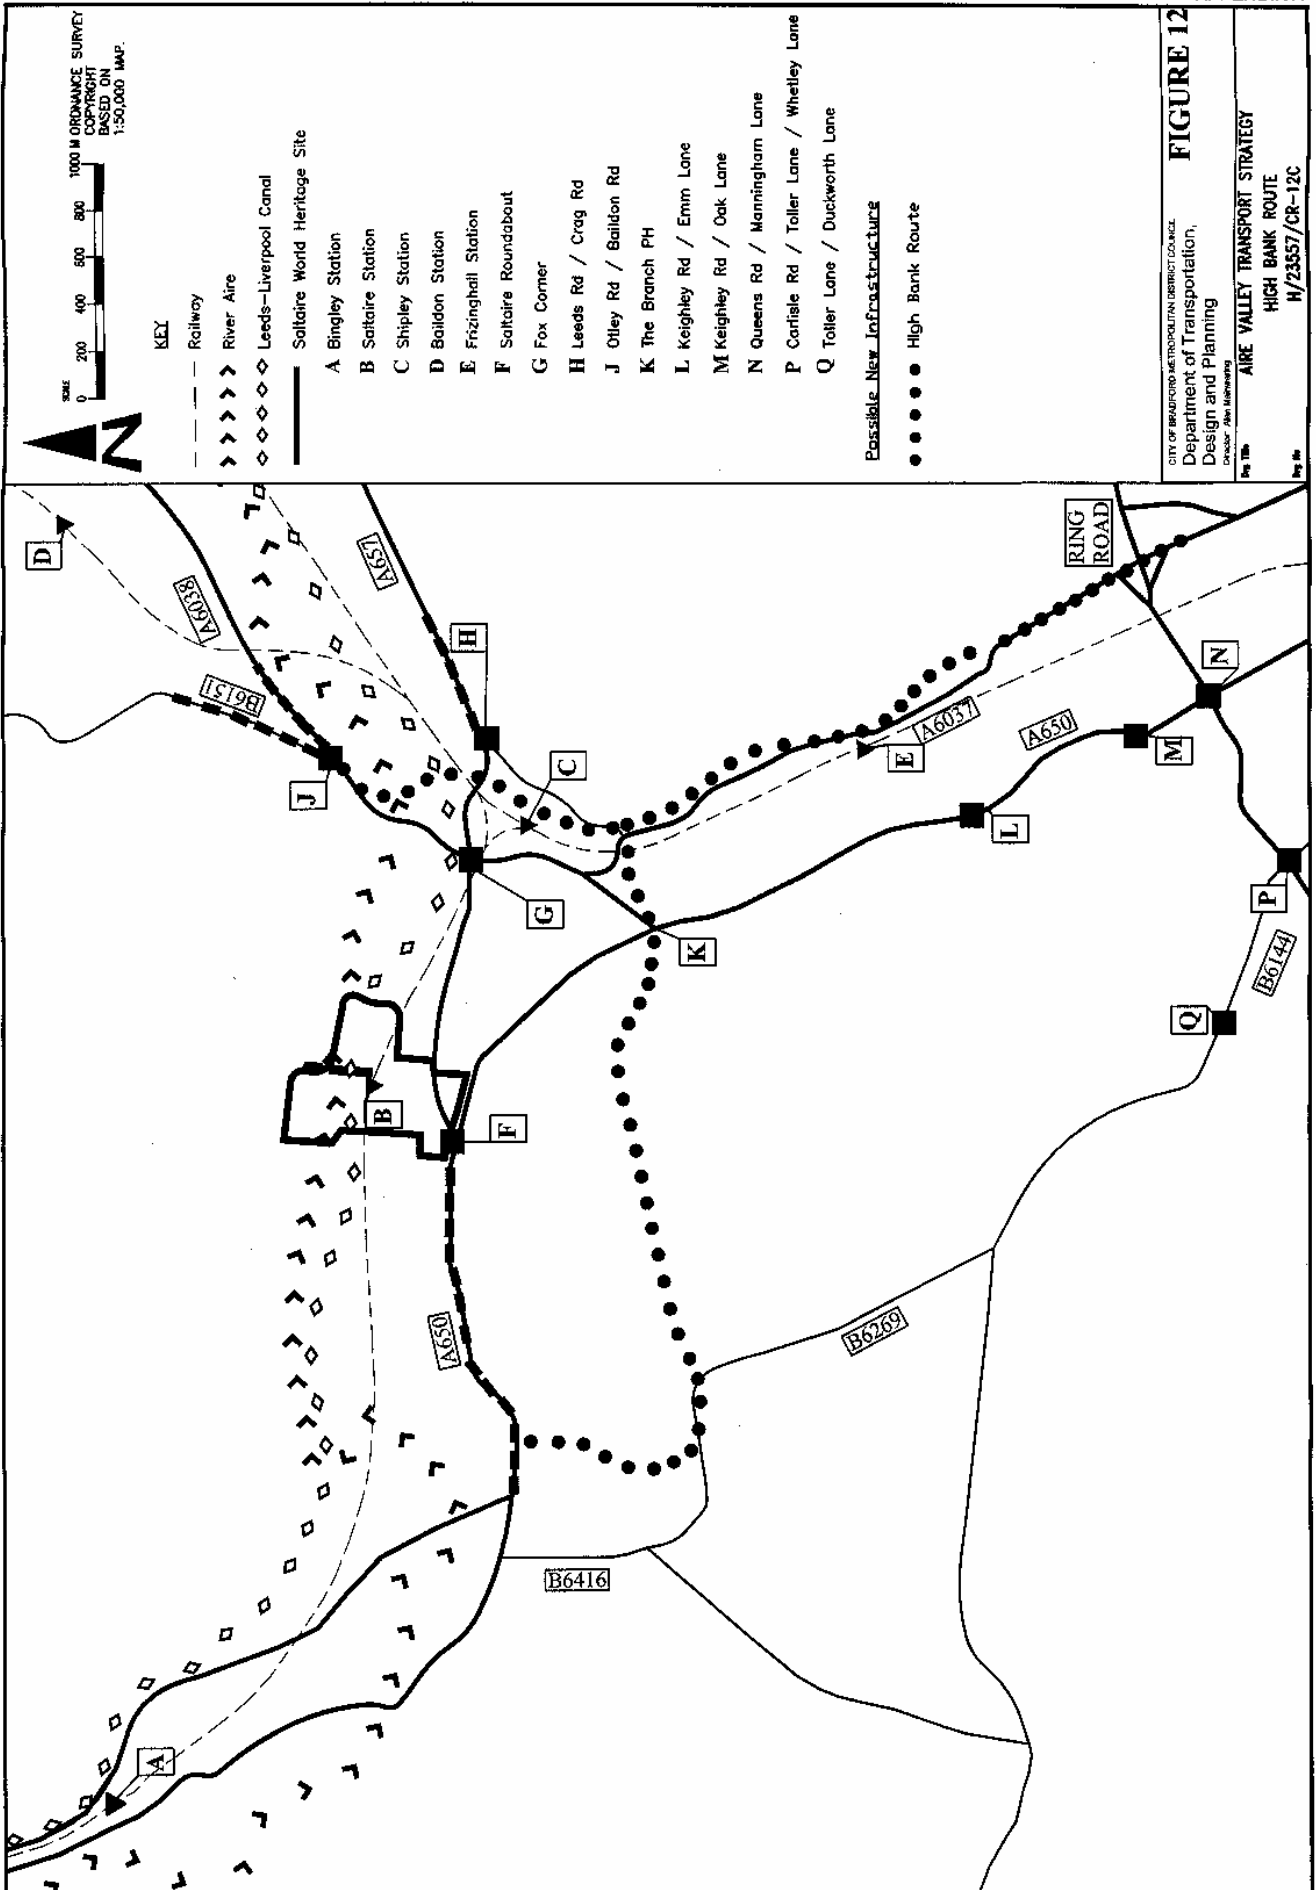 SCALE
0 200 400 600 800 1000 M
ORDNANCE SURVEY
COPYRIGHT
BASED ON
1:50,000 MAP.
N
KEY
Railway
River Aire
Leeds-Liverpool Canal
Saltaire World Heritage Site
A Bingley Station
B Saltaire Station
C Shipley Station
D Baildon Station
E Frizinghall Station
F Saltaire Roundabout
G Fox Corner
H Leeds Rd / Crag Rd
J Otley Rd / Baildon Rd
K The Branch PH
L Keighley Rd / Emm Lane
M Keighley Rd / Oak Lane
N Queens Rd / Manningham Lane
P Carlisle Rd / Toller Lane / Whetley Lane
Q Toller Lane / Duckworth Lane
Possible New Infrastructure
High Bank Route
CITY OF BRADFORD METROPOLITAN DISTRICT COUNCIL
Department of Transportation,
Design and Planning
FIGURE 12
Drg Title
AIRE VALLEY TRANSPORT STRATEGY
HIGH BANK ROUTE
Drg No
H/23557/CR-12C
D
A6038
B6151
A657
H
J
C
G
K
B
F
A650
E
A6037
A650
RING
ROAD
N
M
L
P
B6144
Q
B6269
B6416
A